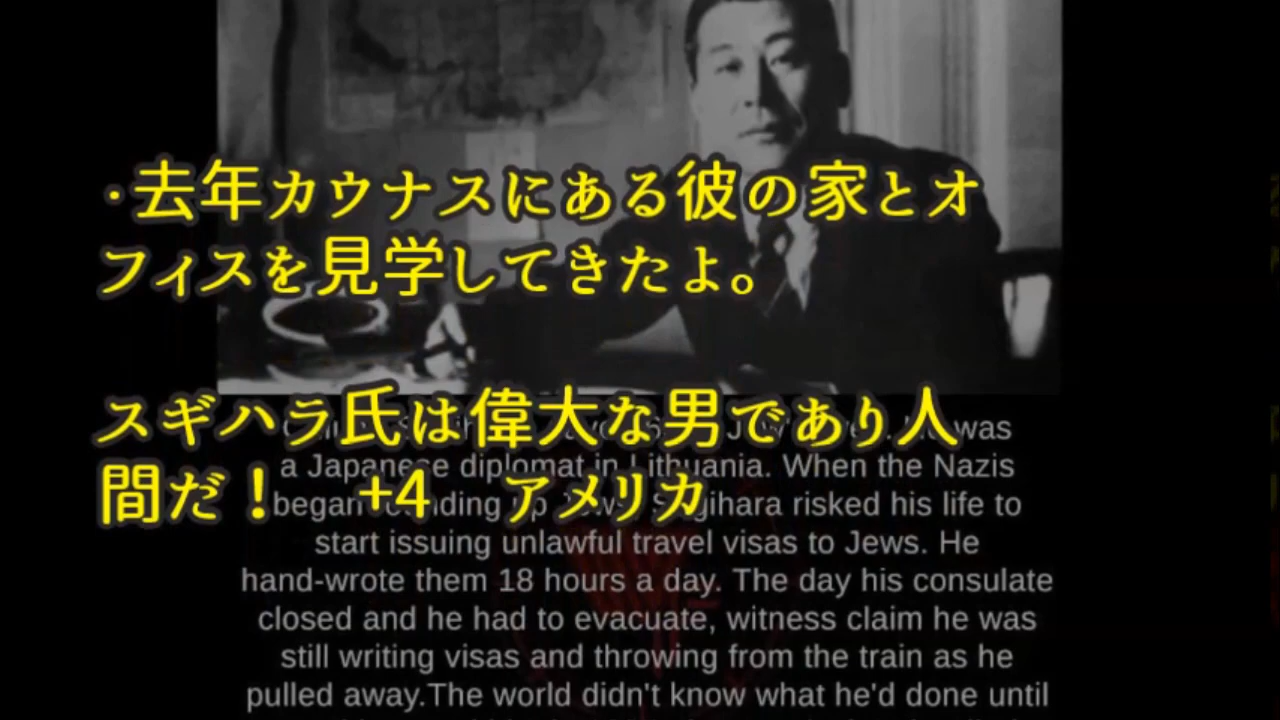 ・去年カウナスにある彼の家とオ
フィスを見学してきたよ。
スギハラ氏は偉大な男であり人
間だ！　+4　アメリカ
was
a Japanese diplomat in Lithuania. When the Nazis
began Sugihara risked his life to
start issuing unlawful travel visas to Jews. He
hand-wrote them 18 hours a day. The day his consulate
closed and he had to evacuate, witness claim he was
still writing visas and throwing from the train as he
pulled away.The world didn't know what he'd done until